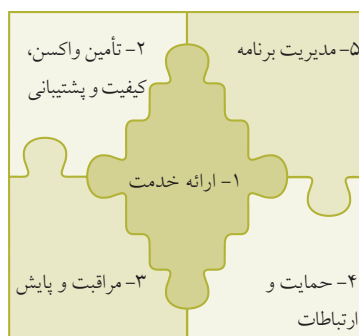 ۵- مدیریت برنامه
۲- تأمین واکسن،
کیفیت و پشتیبانی
۱- ارائه خدمت
۴- حمایت و
ارتباطات
۳- مراقبت و پایش